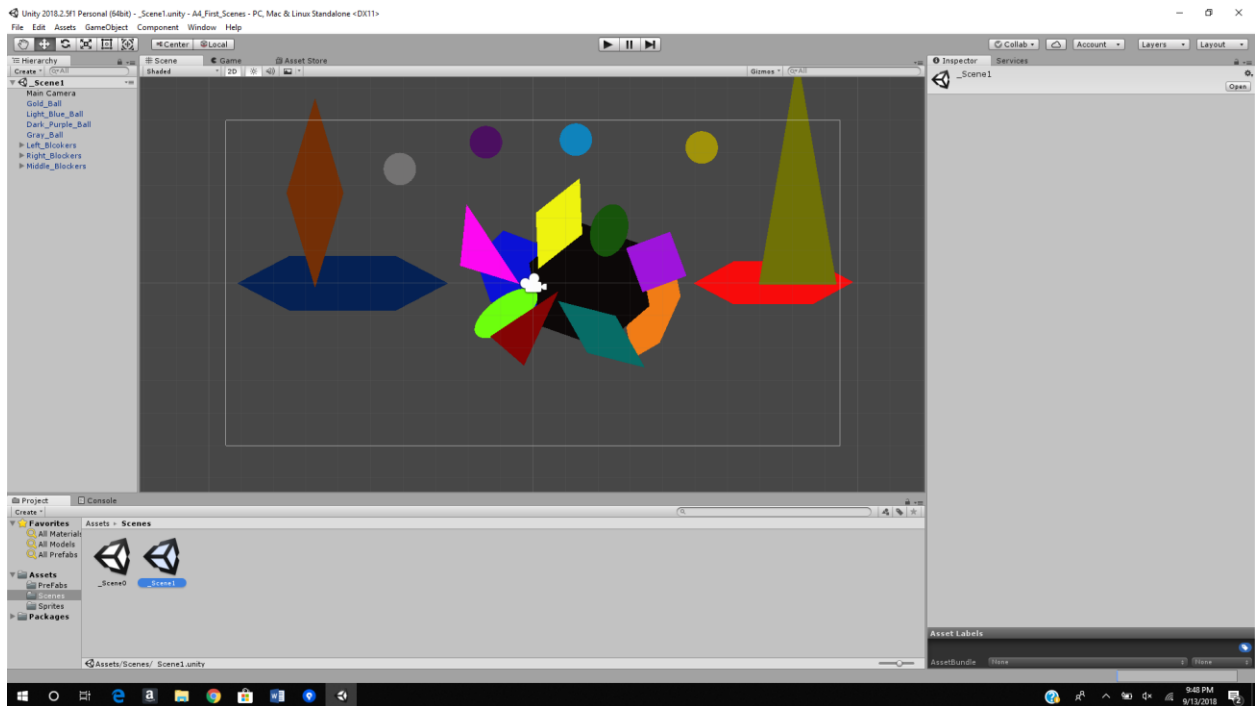 Unity 2018.2.5f1 Personal (64bit) - _Scene1.unity - A4_First_Scenes - PC, Mac & Linux Standalone <DX11>
File Edit Assets GameObject Component Window Help
Center Local Collab Account Layers Layout
Hierarchy Scene Game Asset Store Inspector Services
Create All Shaded 2D Gizmos All
_Scene1
Main Camera
Gold_Ball
Light_Blue_Ball
Dark_Purple_Ball
Gray_Ball
Left_Blcokers
Right_Blockers
Middle_Blockers
_Scene1
Open
Project Console
Create
Favorites
All Materials
All Models
All Prefabs
Assets
PreFabs
Scenes
Sprites
Packages
Assets Scenes
_Scene0 _Scene1
Assets/Scenes/_Scene1.unity
Asset Labels
AssetBundle None None
9:48 PM
9/13/2018